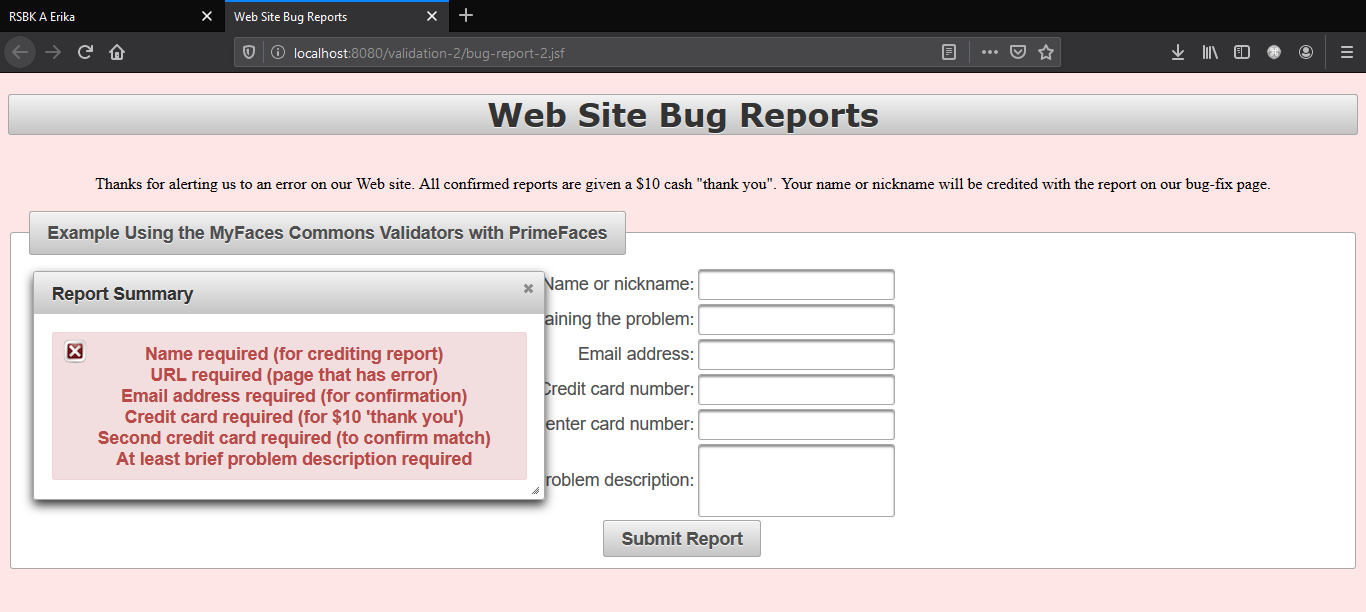 RSBK A Erika
Web Site Bug Reports
localhost:8080/validation-2/bug-report-2.jsf
Web Site Bug Reports
Thanks for alerting us to an error on our Web site. All confirmed reports are given a $10 cash "thank you". Your name or nickname will be credited with the report on our bug-fix page.
Example Using the MyFaces Commons Validators with PrimeFaces
Report Summary
Name required (for crediting report)
URL required (page that has error)
Email address required (for confirmation)
Credit card required (for $10 'thank you')
Second credit card required (to confirm match)
At least brief problem description required
Name or nickname:
aining the problem:
Email address:
Credit card number:
enter card number:
roblem description:
Submit Report